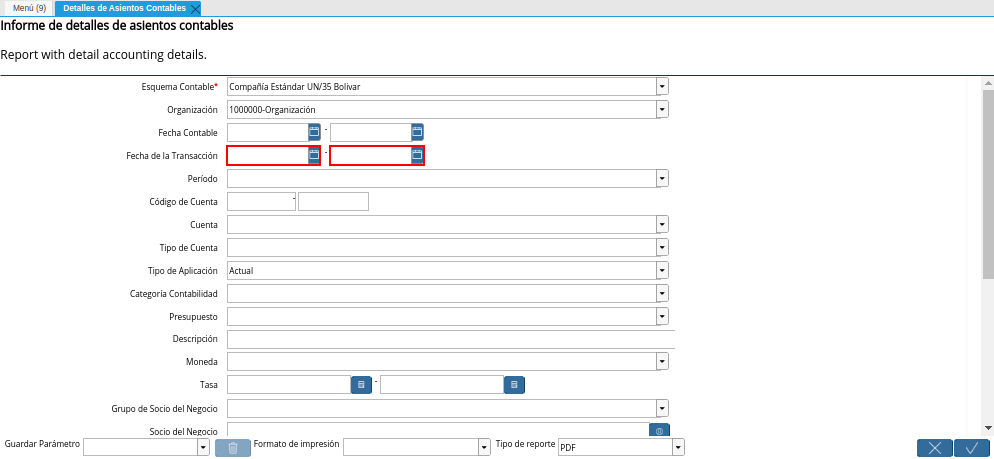 Menú (9)
Detalles de Asientos Contables
Informe de detalles de asientos contables
Report with detail accounting details.
Esquema Contable* Compañía Estándar UN/35 Bolívar
Organización 1000000-Organización
Fecha Contable -
Fecha de la Transacción -
Período
Código de Cuenta -
Cuenta
Tipo de Cuenta
Tipo de Aplicación Actual
Categoría Contabilidad
Presupuesto
Descripción
Moneda
Tasa -
Grupo de Socio del Negocio
Socio del Negocio
Guardar Parámetro Formato de impresión Tipo de reporte PDF